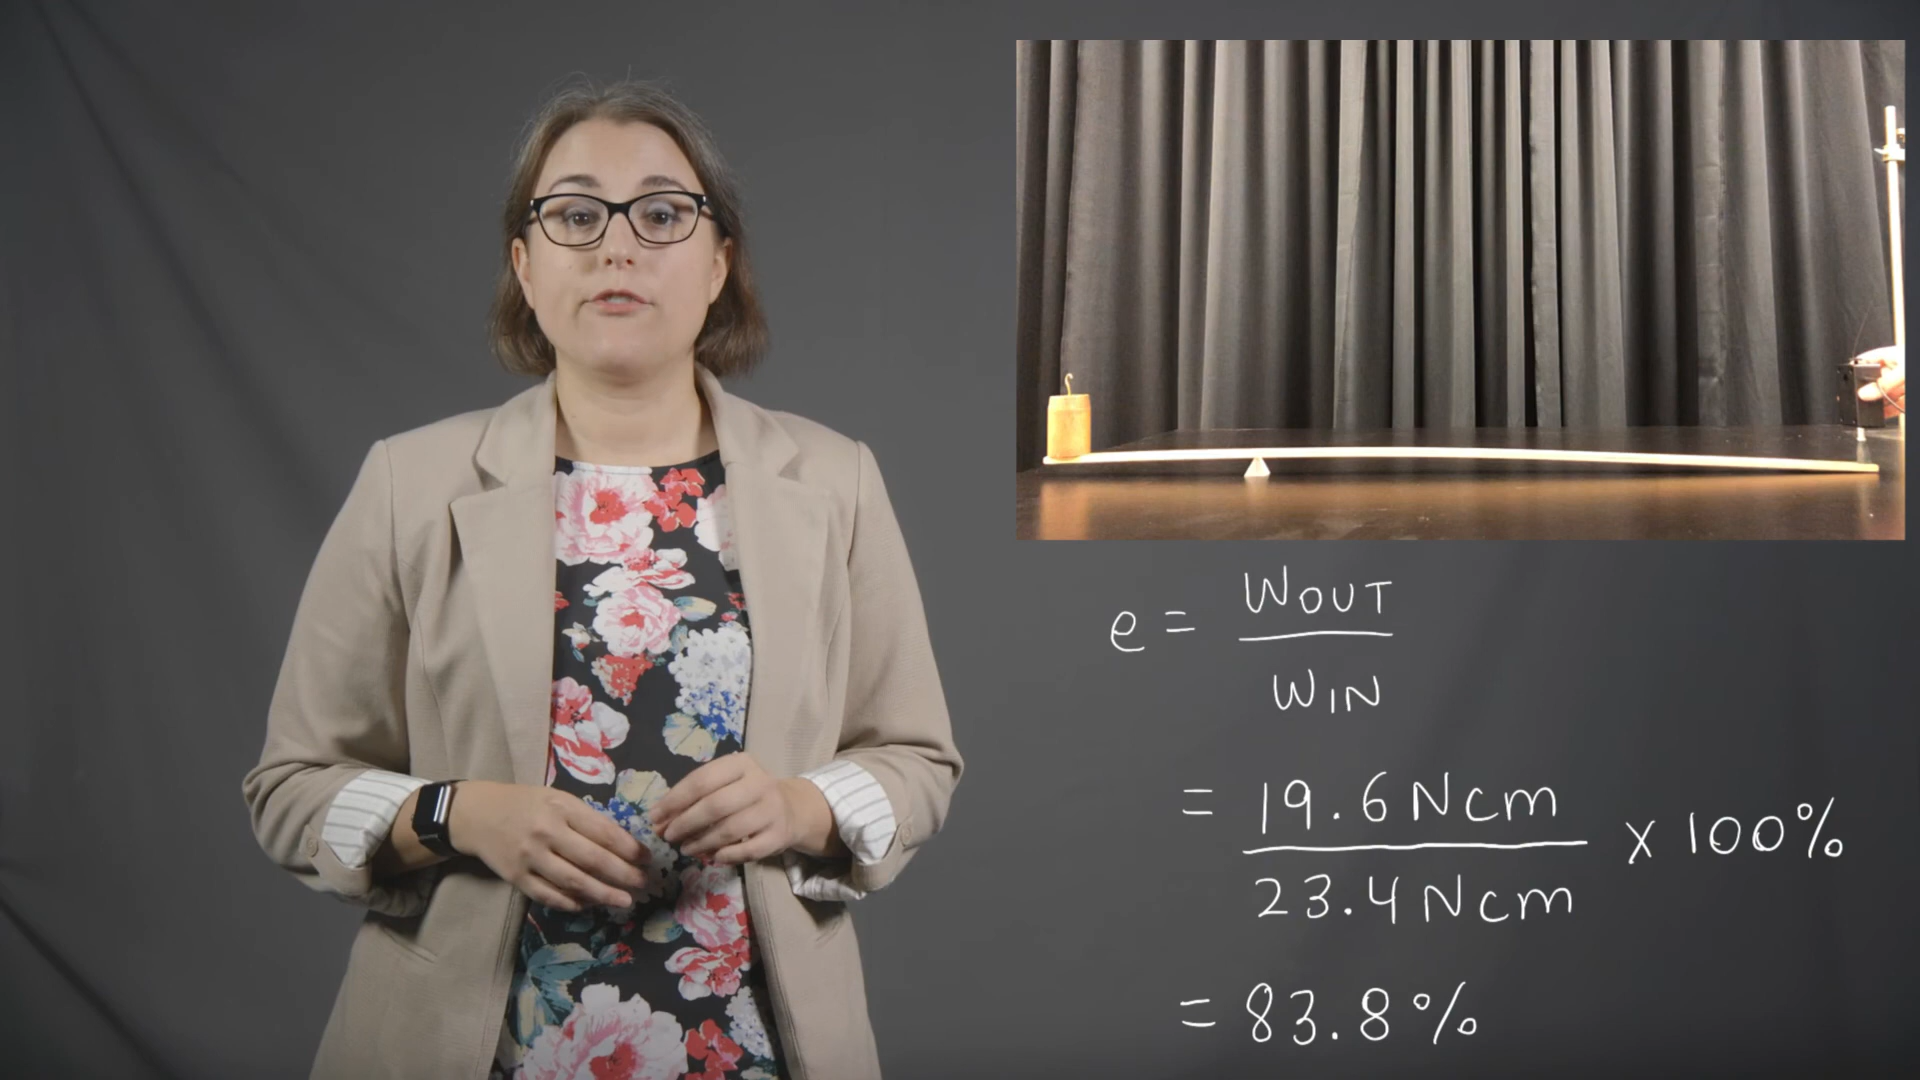 e = WOUT
WIN
= 19.6 Ncm
23.4 Ncm
x 100%
= 83.8%